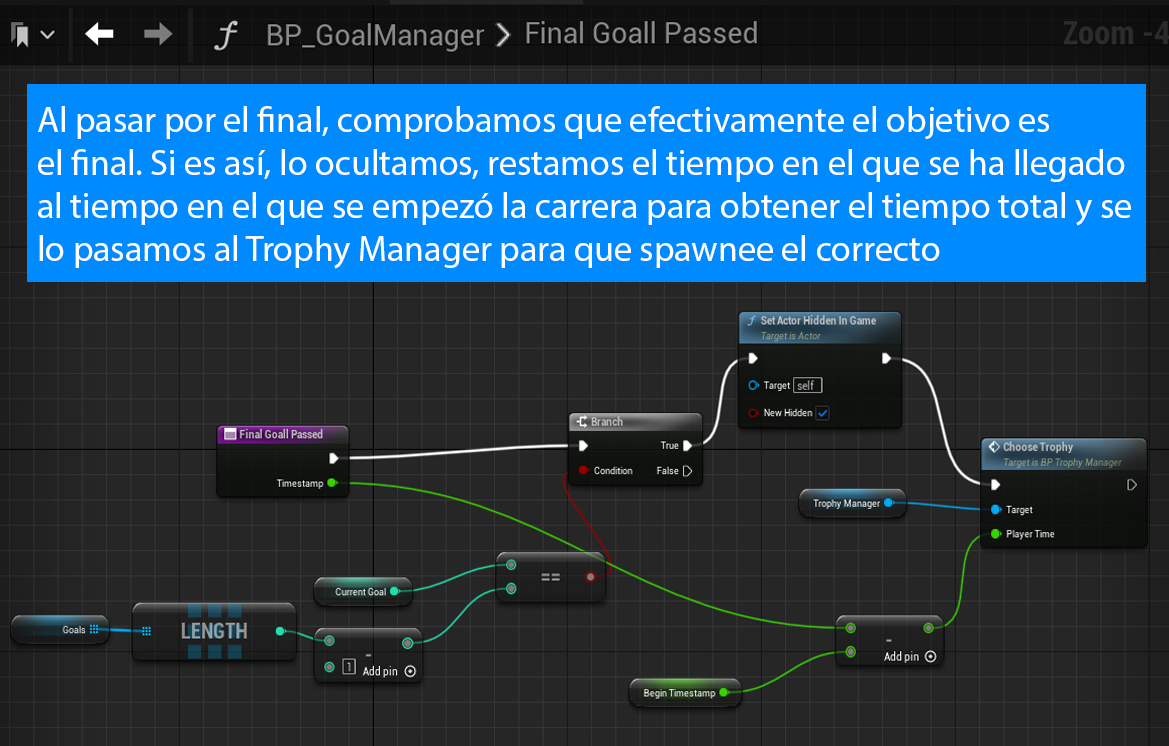 BP_GoalManager > Final Goall Passed
Zoom -4
Al pasar por el final, comprobamos que efectivamente el objetivo es
el final. Si es así, lo ocultamos, restamos el tiempo en el que se ha llegado
al tiempo en el que se empezó la carrera para obtener el tiempo total y se
lo pasamos al Trophy Manager para que spawnee el correcto
Set Actor Hidden In Game
Target is Actor
Target self
New Hidden
Branch
True
Condition False
Final Goall Passed
Timestamp
Choose Trophy
Target is BP Trophy Manager
Target
Player Time
Trophy Manager
Current Goal
==
Goals
LENGTH
1
-
Add pin
-
Add pin
Begin Timestamp